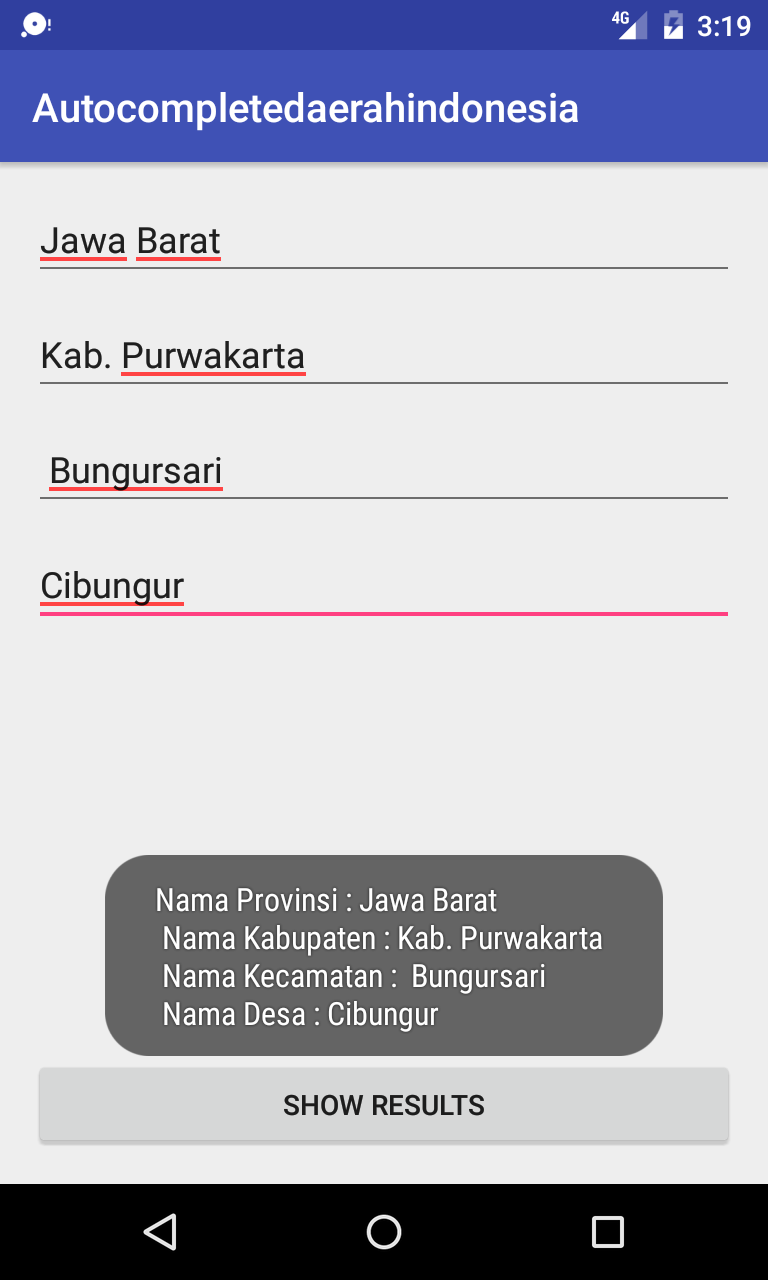 4G 3:19
Autocompletedaerahindonesia
Jawa Barat
Kab. Purwakarta
Bungursari
Cibungur
Nama Provinsi : Jawa Barat
Nama Kabupaten : Kab. Purwakarta
Nama Kecamatan :  Bungursari
Nama Desa : Cibungur
SHOW RESULTS